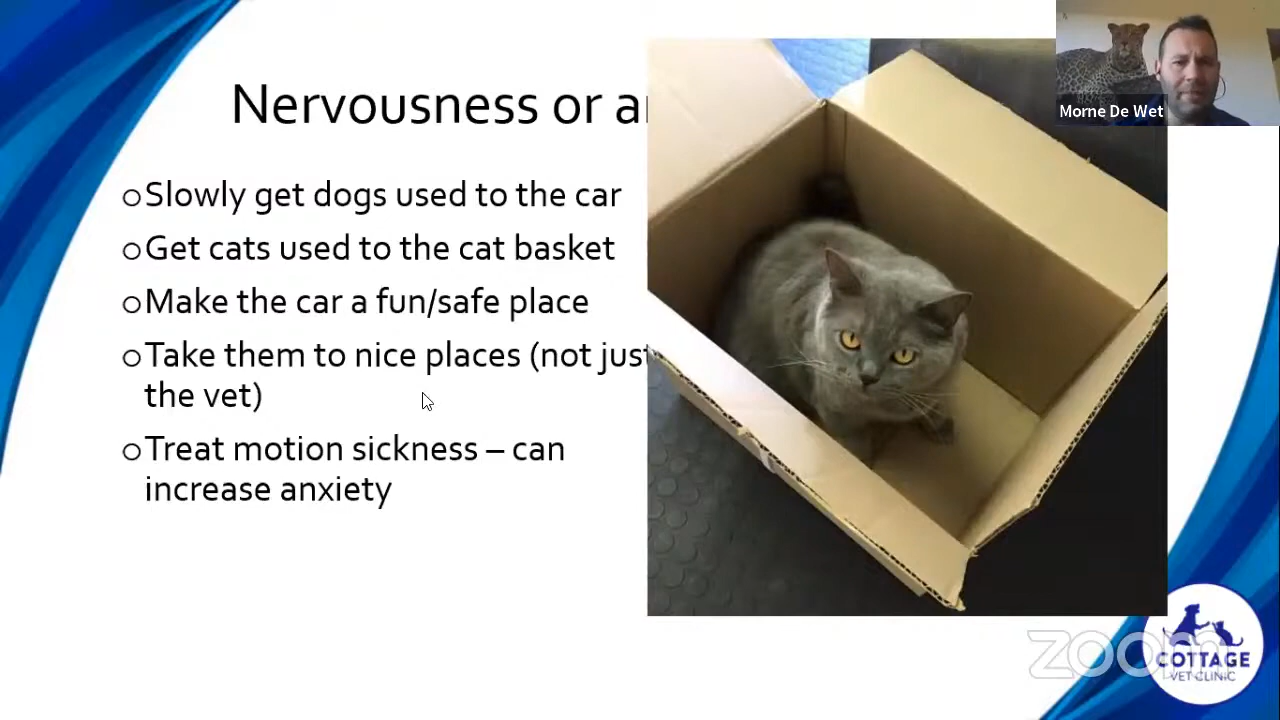 Nervousness or a
Morne De Wet
○Slowly get dogs used to the car
○Get cats used to the cat basket
○Make the car a fun/safe place
○Take them to nice places (not just
the vet)
○Treat motion sickness – can
increase anxiety
zoom
COTTAGE
VET CLINIC